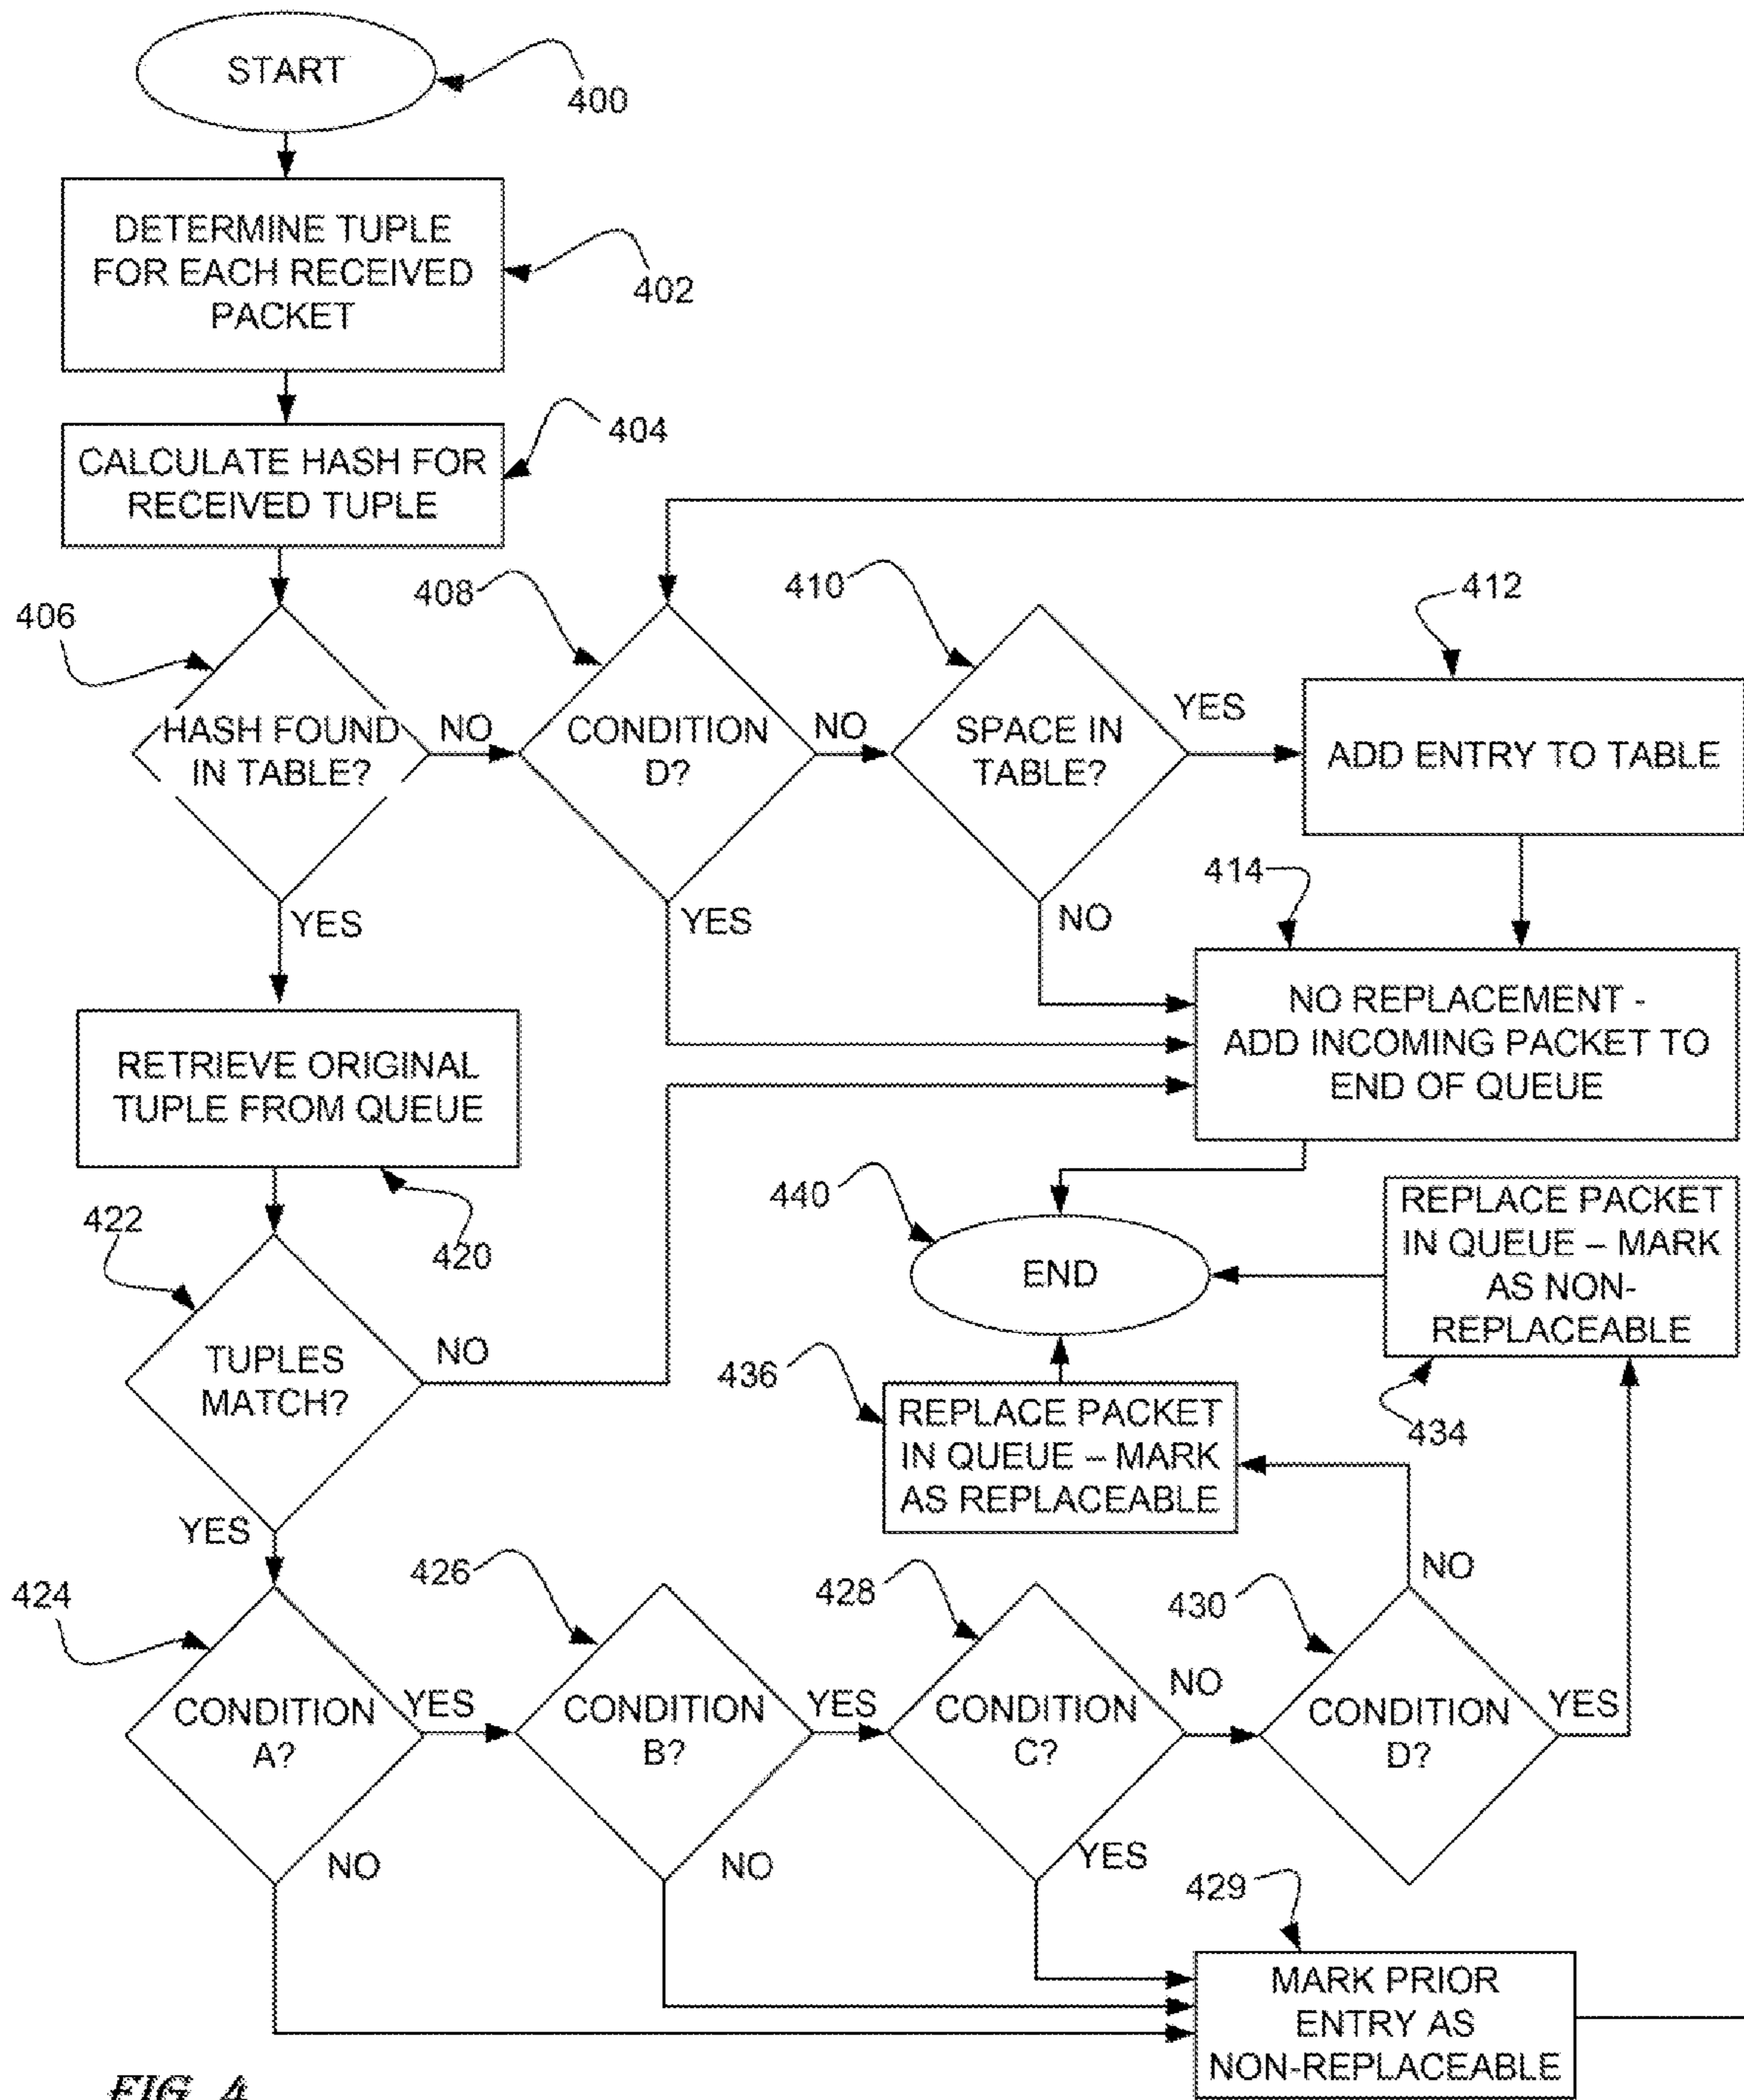 START
400
DETERMINE TUPLE
FOR EACH RECEIVED
PACKET
402
CALCULATE HASH FOR
RECEIVED TUPLE
404
406
HASH FOUND
IN TABLE?
NO
YES
408
CONDITION
D?
NO
YES
410
SPACE IN
TABLE?
YES
NO
412
ADD ENTRY TO TABLE
414
NO REPLACEMENT -
ADD INCOMING PACKET TO
END OF QUEUE
RETRIEVE ORIGINAL
TUPLE FROM QUEUE
420
422
TUPLES
MATCH?
NO
YES
440
END
REPLACE PACKET
IN QUEUE – MARK
AS NON-
REPLACEABLE
434
436
REPLACE PACKET
IN QUEUE – MARK
AS REPLACEABLE
424
CONDITION
A?
YES
NO
426
CONDITION
B?
YES
NO
428
CONDITION
C?
NO
YES
430
CONDITION
D?
NO
YES
429
MARK PRIOR
ENTRY AS
NON-REPLACEABLE
FIG. 4